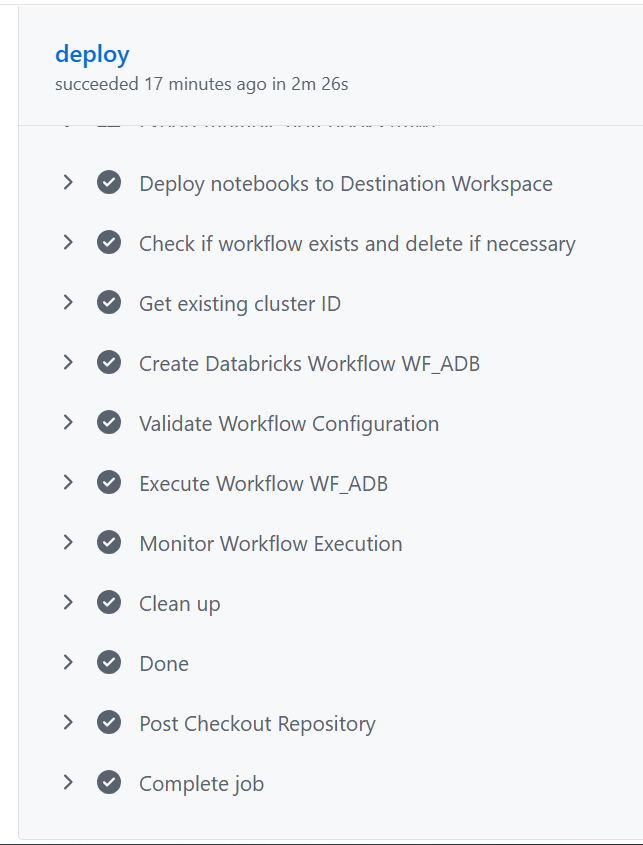 deploy
succeeded 17 minutes ago in 2m 26s
Deploy notebooks to Destination Workspace
Check if workflow exists and delete if necessary
Get existing cluster ID
Create Databricks Workflow WF_ADB
Validate Workflow Configuration
Execute Workflow WF_ADB
Monitor Workflow Execution
Clean up
Done
Post Checkout Repository
Complete job